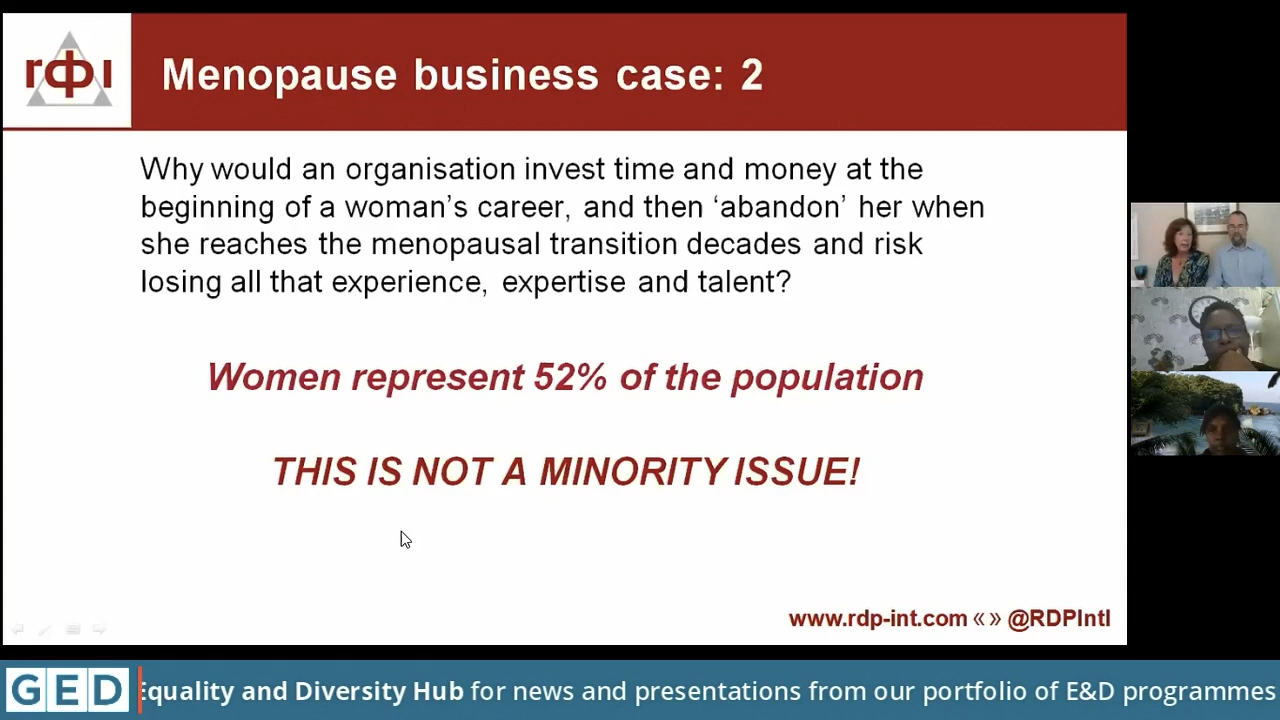 rφı
Menopause business case: 2
Why would an organisation invest time and money at the
beginning of a woman’s career, and then ‘abandon’ her when
she reaches the menopausal transition decades and risk
losing all that experience, expertise and talent?
Women represent 52% of the population
THIS IS NOT A MINORITY ISSUE!
www.rdp-int.com «» @RDPIntl
GED Equality and Diversity Hub for news and presentations from our portfolio of E&D programmes